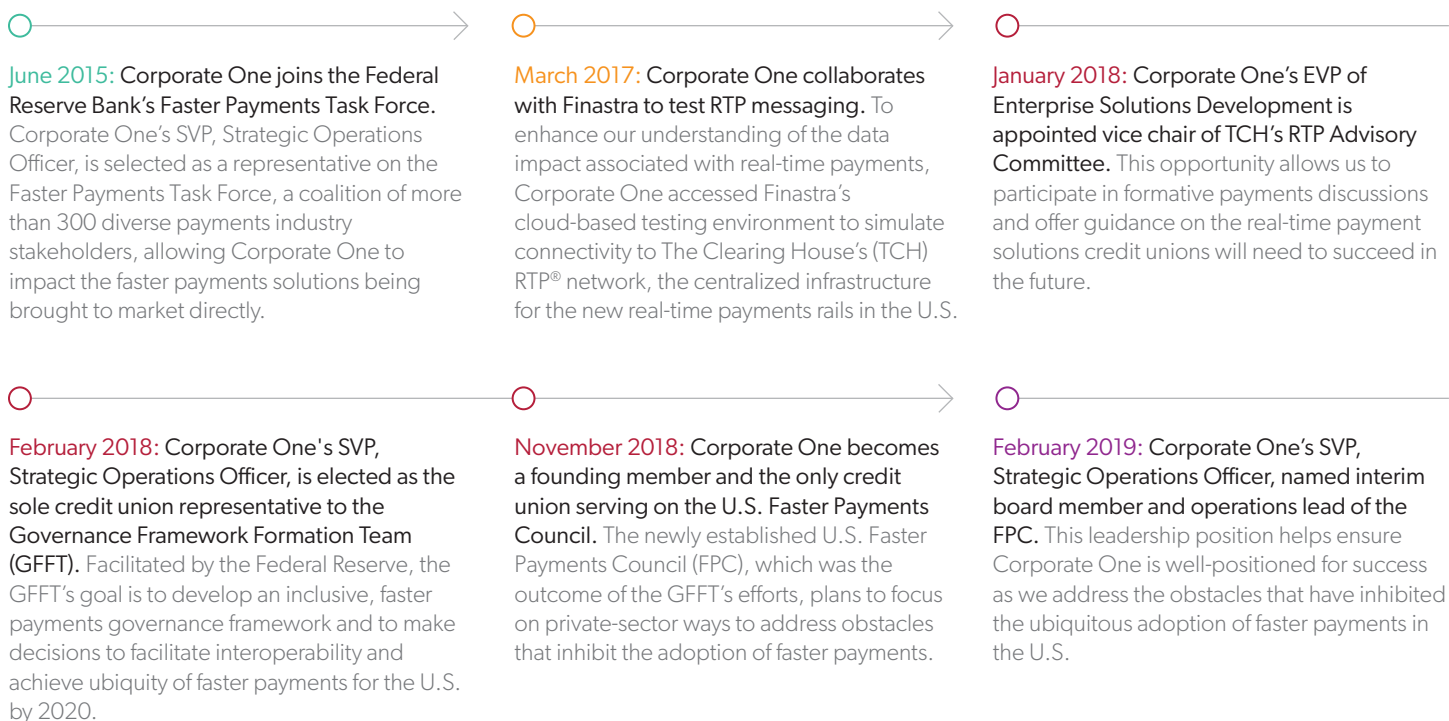 June 2015: Corporate One joins the Federal
Reserve Bank’s Faster Payments Task Force.
Corporate One’s SVP, Strategic Operations
Officer, is selected as a representative on the
Faster Payments Task Force, a coalition of more
than 300 diverse payments industry
stakeholders, allowing Corporate One to
impact the faster payments solutions being
brought to market directly.
March 2017: Corporate One collaborates
with Finastra to test RTP messaging. To
enhance our understanding of the data
impact associated with real-time payments,
Corporate One accessed Finastra’s
cloud-based testing environment to simulate
connectivity to The Clearing House’s (TCH)
RTP® network, the centralized infrastructure
for the new real-time payments rails in the U.S.
January 2018: Corporate One’s EVP of
Enterprise Solutions Development is
appointed vice chair of TCH’s RTP Advisory
Committee. This opportunity allows us to
participate in formative payments discussions
and offer guidance on the real-time payment
solutions credit unions will need to succeed in
the future.
February 2018: Corporate One's SVP,
Strategic Operations Officer, is elected as the
sole credit union representative to the
Governance Framework Formation Team
(GFFT). Facilitated by the Federal Reserve, the
GFFT’s goal is to develop an inclusive, faster
payments governance framework and to make
decisions to facilitate interoperability and
achieve ubiquity of faster payments for the U.S.
by 2020.
November 2018: Corporate One becomes
a founding member and the only credit
union serving on the U.S. Faster Payments
Council. The newly established U.S. Faster
Payments Council (FPC), which was the
outcome of the GFFT’s efforts, plans to focus
on private-sector ways to address obstacles
that inhibit the adoption of faster payments.
February 2019: Corporate One’s SVP,
Strategic Operations Officer, named interim
board member and operations lead of the
FPC. This leadership position helps ensure
Corporate One is well-positioned for success
as we address the obstacles that have inhibited
the ubiquitous adoption of faster payments in
the U.S.